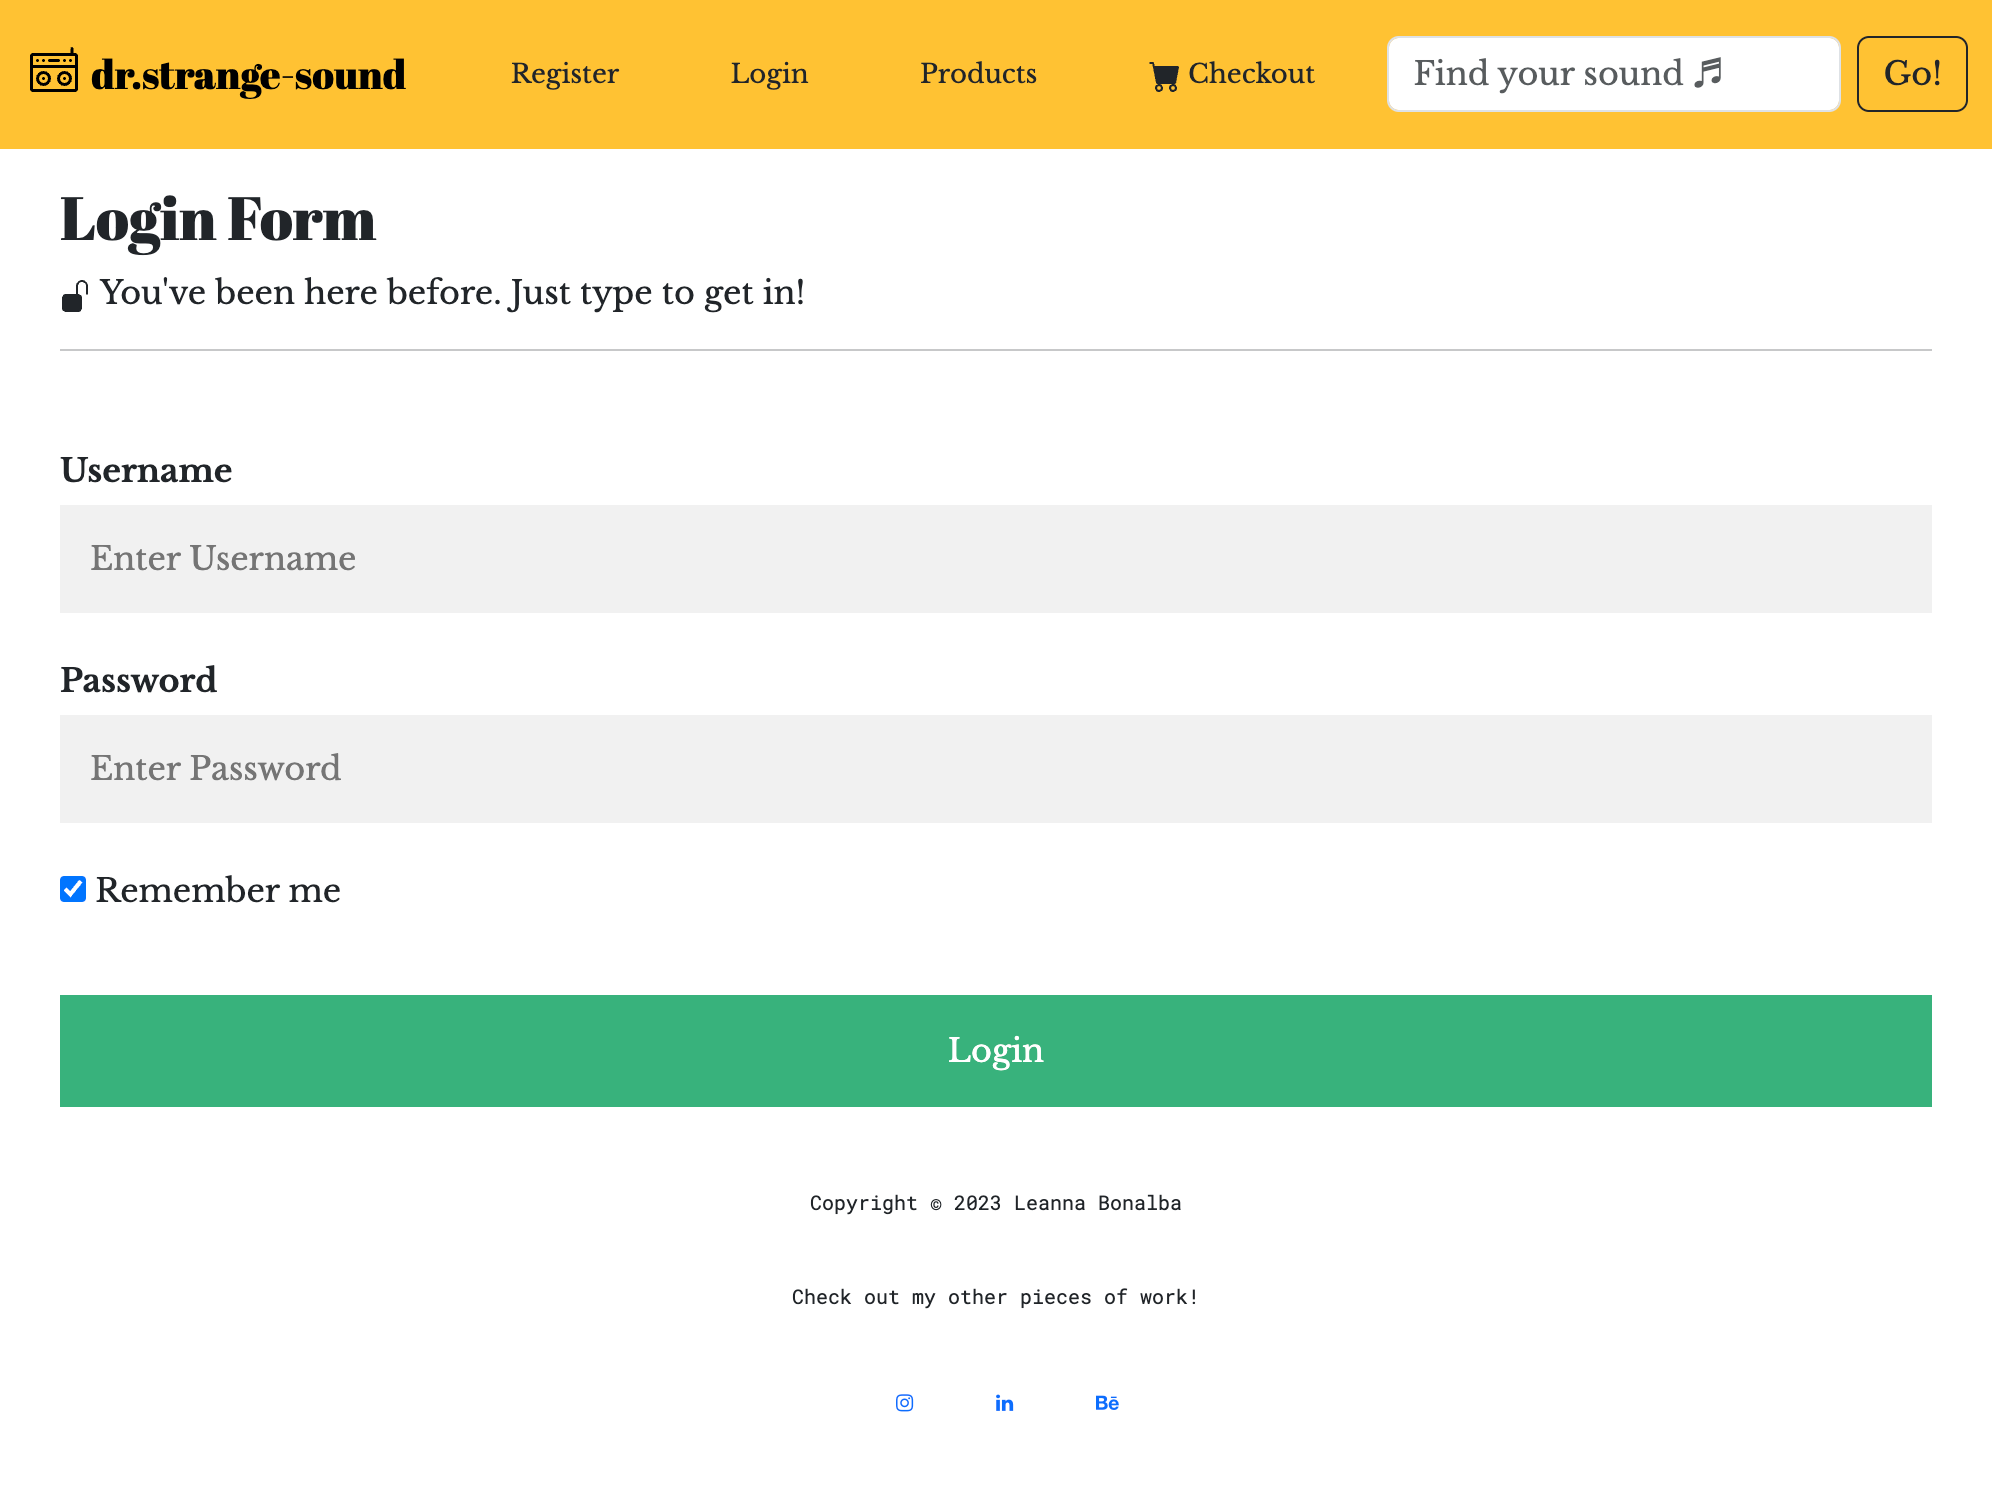 dr.strange-sound
Register
Login
Products
Checkout
Find your sound 🎵
Go!
Login Form
You've been here before. Just type to get in!
Username
Enter Username
Password
Enter Password
Remember me
Login
Copyright © 2023 Leanna Bonalba
Check out my other pieces of work!
in
Bē